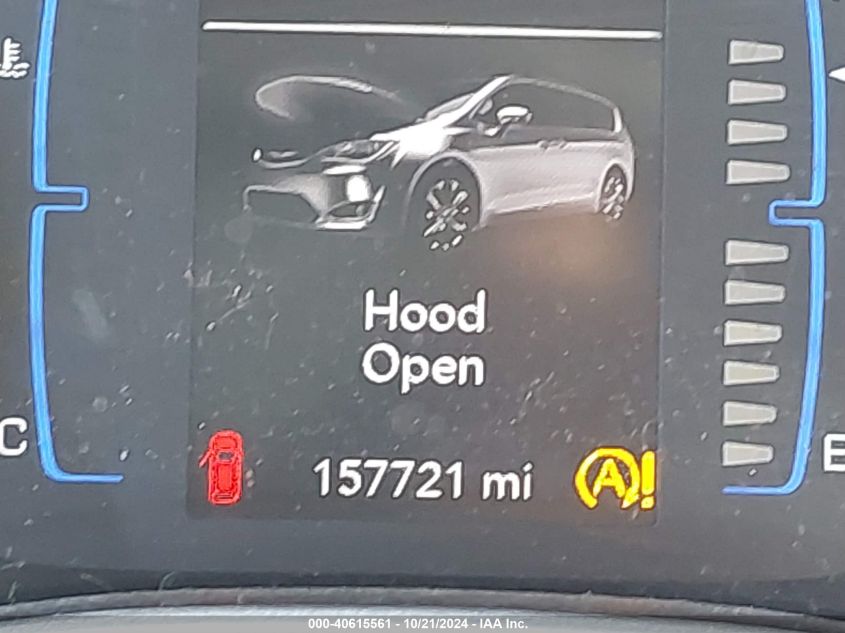 Hood
Open
C
E
157721 mi
A!
000-40615561 - 10/21/2024 - IAA Inc.